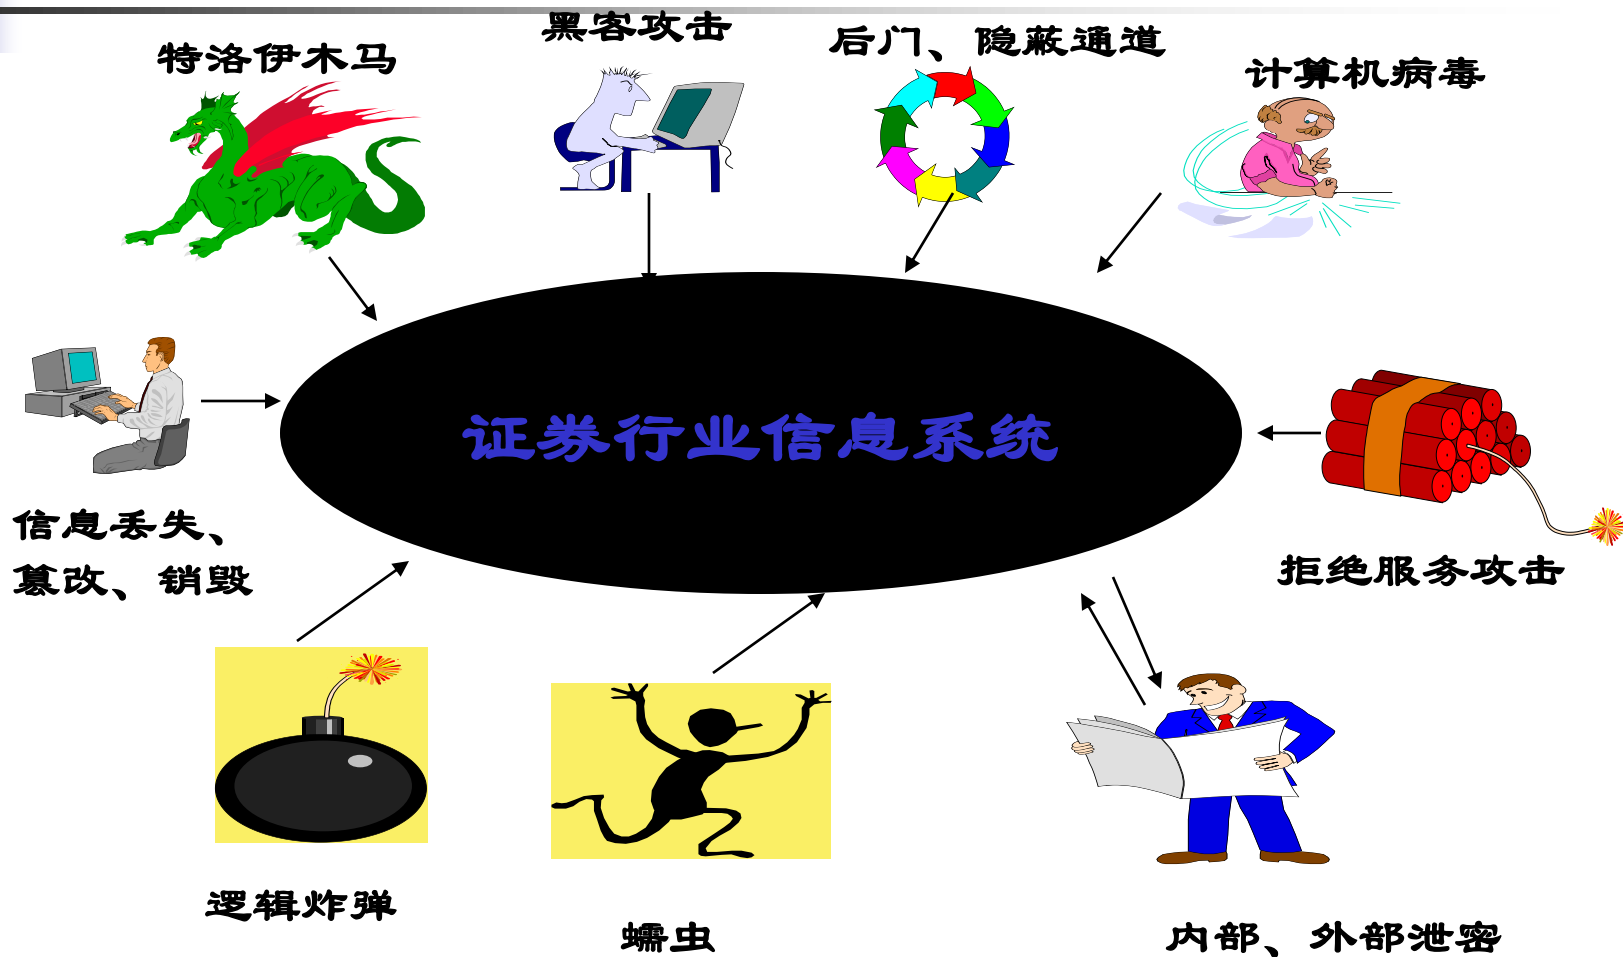 黑客攻击
后门、隐蔽通道
特洛伊木马
计算机病毒
证券行业信息系统
信息丢失、
篡改、销毁
拒绝服务攻击
逻辑炸弹
蠕虫
内部、外部泄密